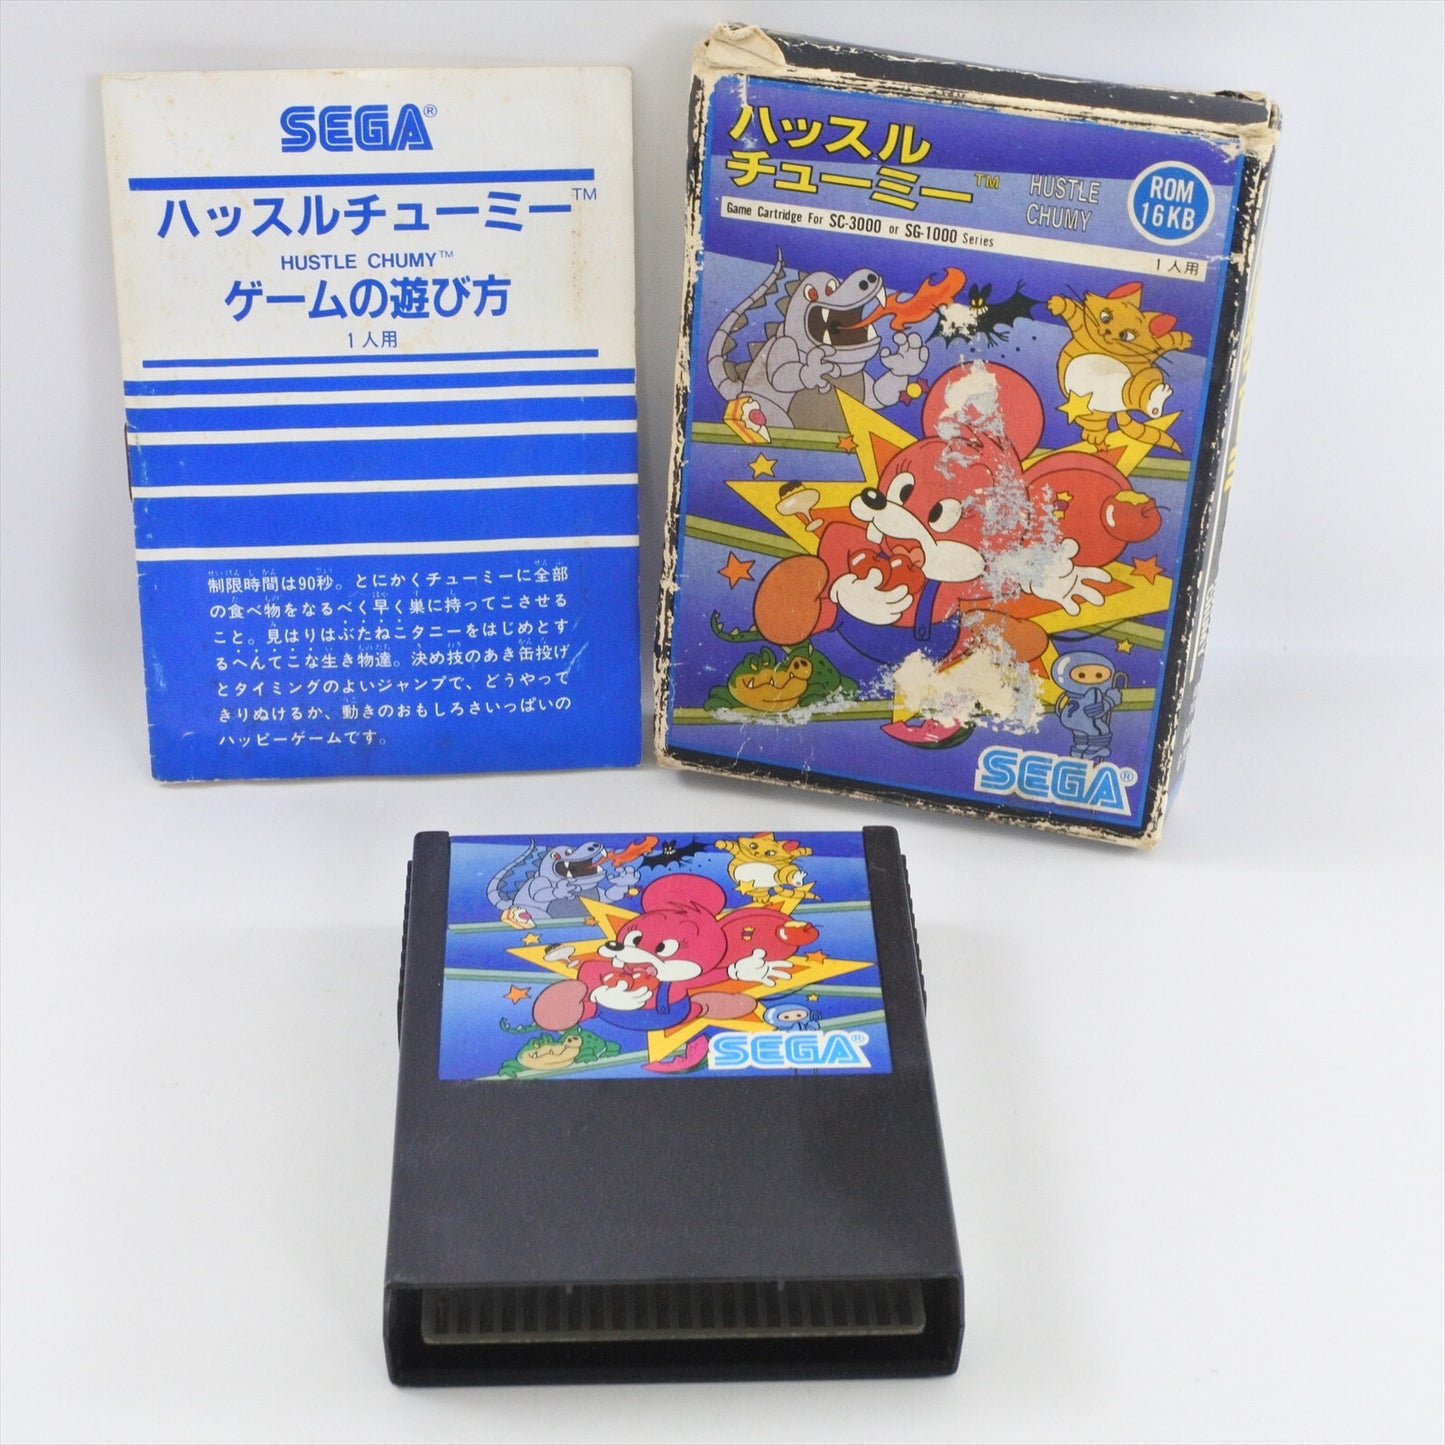 SEGA®
ハッスルチューミー™
HUSTLE CHUMY™
ゲームの遊び方
1人用
制限時間は90秒。とにかくチューミーに全部
の食べ物をなるべく早く巣に持ってこさせる
こと。見はりはぶたねこタニーをはじめとす
るへんてこな生き物達。決め技のあき缶投げ
とタイミングのよいジャンプで、どうやって
きりぬけるか、動きのおもしろさいっぱいの
ハッピーゲームです。
ハッスル
チューミー™
HUSTLE
CHUMY
ROM
16KB
Game Cartridge For SC-3000 or SG-1000 Series
1人用
SEGA®
SEGA®